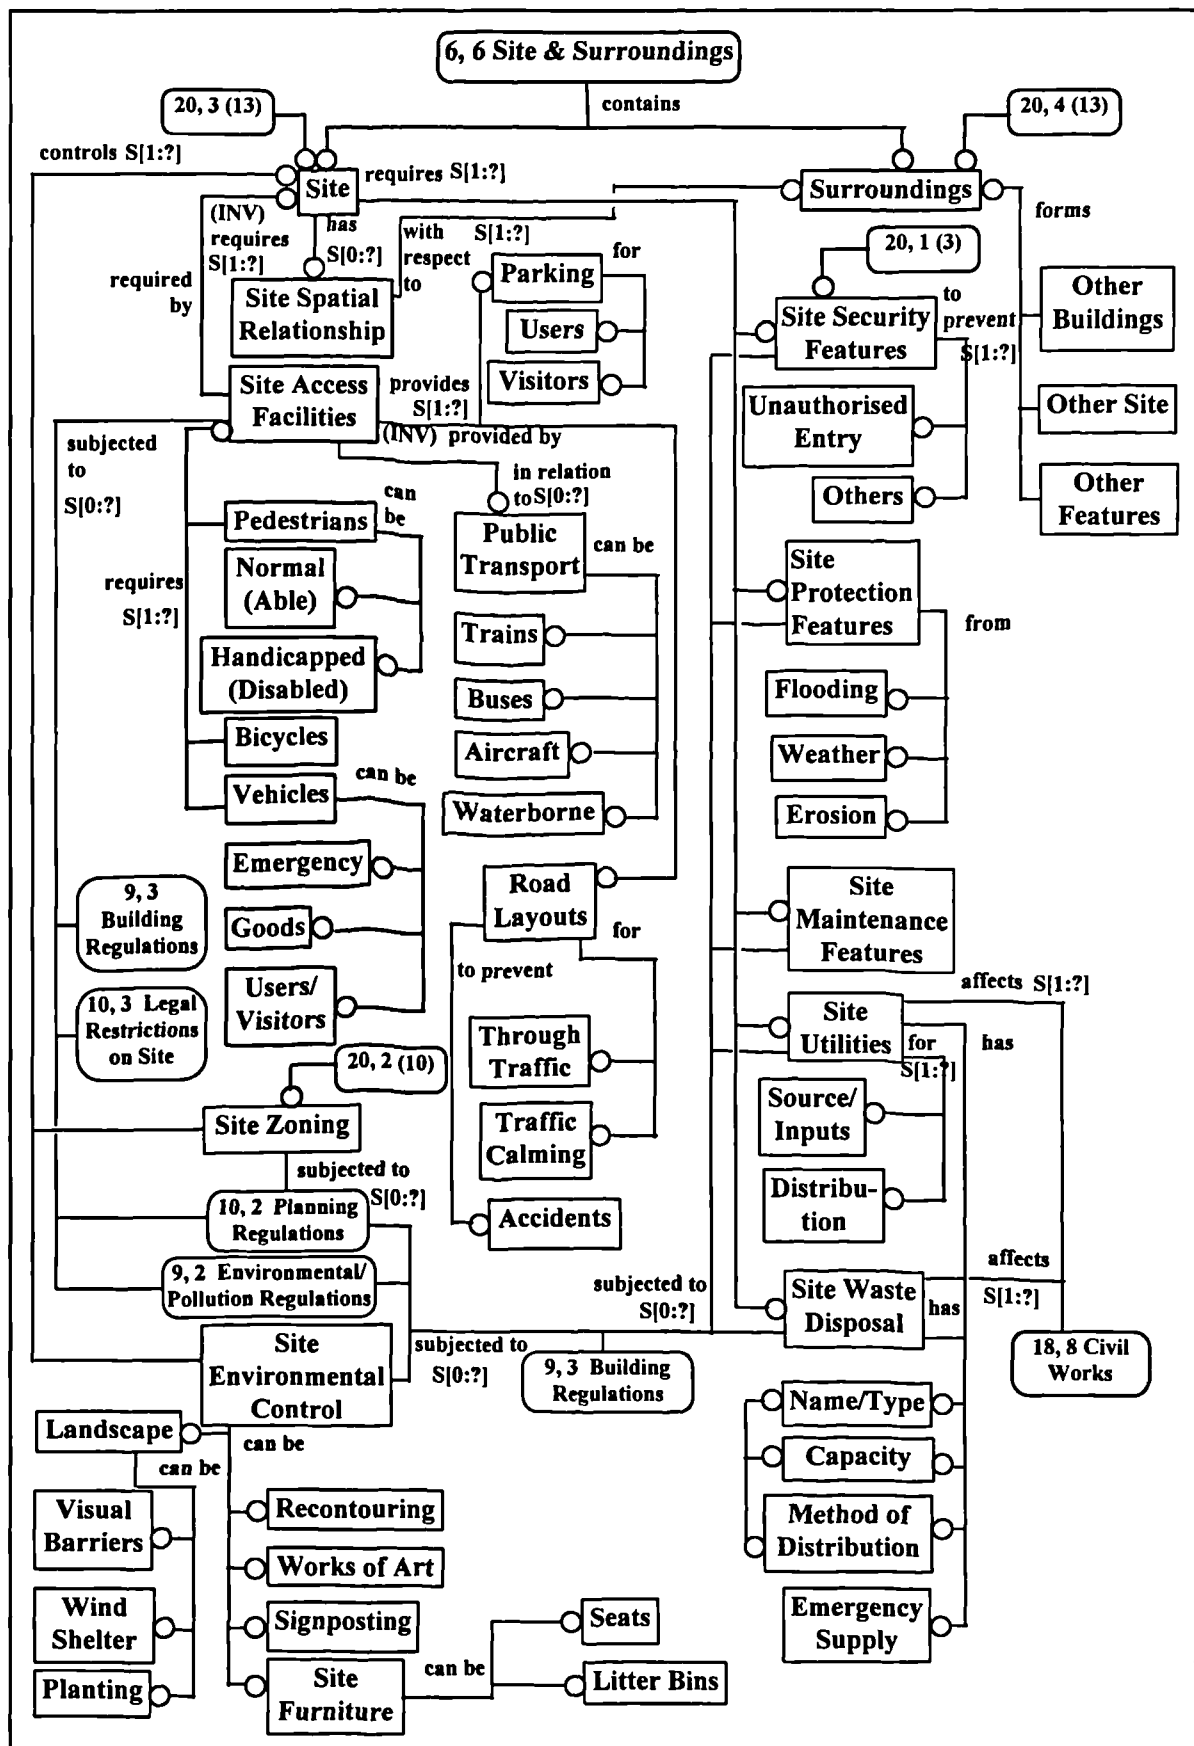 6, 6 Site & Surroundings
contains
20, 3 (13)
20, 4 (13)
controls S[1:?]
Site
requires S[1:?]
Surroundings
(INV)
requires
S[1:?]
has
S[0:?]
with
respect
to
S[1:?]
for
forms
20, 1 (3)
required
by
Site Spatial
Relationship
Parking
Users
Visitors
Site Security
Features
to
prevent
S[1:?]
Other
Buildings
Site Access
Facilities
provides
S[1:?]
(INV) provided by
Unauthorised
Entry
Others
Other Site
Other
Features
subjected
to
S[0:?]
in relation
to S[0:?]
Pedestrians
can
be
Public
Transport
can be
Normal
(Able)
requires
S[1:?]
Handicapped
(Disabled)
Trains
Buses
Aircraft
Waterborne
Site
Protection
Features
from
Flooding
Weather
Erosion
Bicycles
Vehicles
can be
Emergency
Goods
Users/
Visitors
Road
Layouts
for
to prevent
Through
Traffic
Traffic
Calming
Accidents
Site
Maintenance
Features
9, 3
Building
Regulations
10, 3 Legal
Restrictions
on Site
affects S[1:?]
Site
Utilities
for
S[1:?]
has
Source/
Inputs
Distribu-
tion
20, 2 (10)
Site Zoning
subjected to
S[0:?]
10, 2 Planning
Regulations
9, 2 Environmental/
Pollution Regulations
subjected to
S[0:?]
Site Waste
Disposal
has
affects
S[1:?]
Site
Environmental
Control
subjected to
S[0:?]
9, 3 Building
Regulations
18, 8 Civil
Works
Landscape
can be
can be
Name/Type
Capacity
Method of
Distribution
Emergency
Supply
Visual
Barriers
Wind
Shelter
Planting
Recontouring
Works of Art
Signposting
Site
Furniture
can be
Seats
Litter Bins